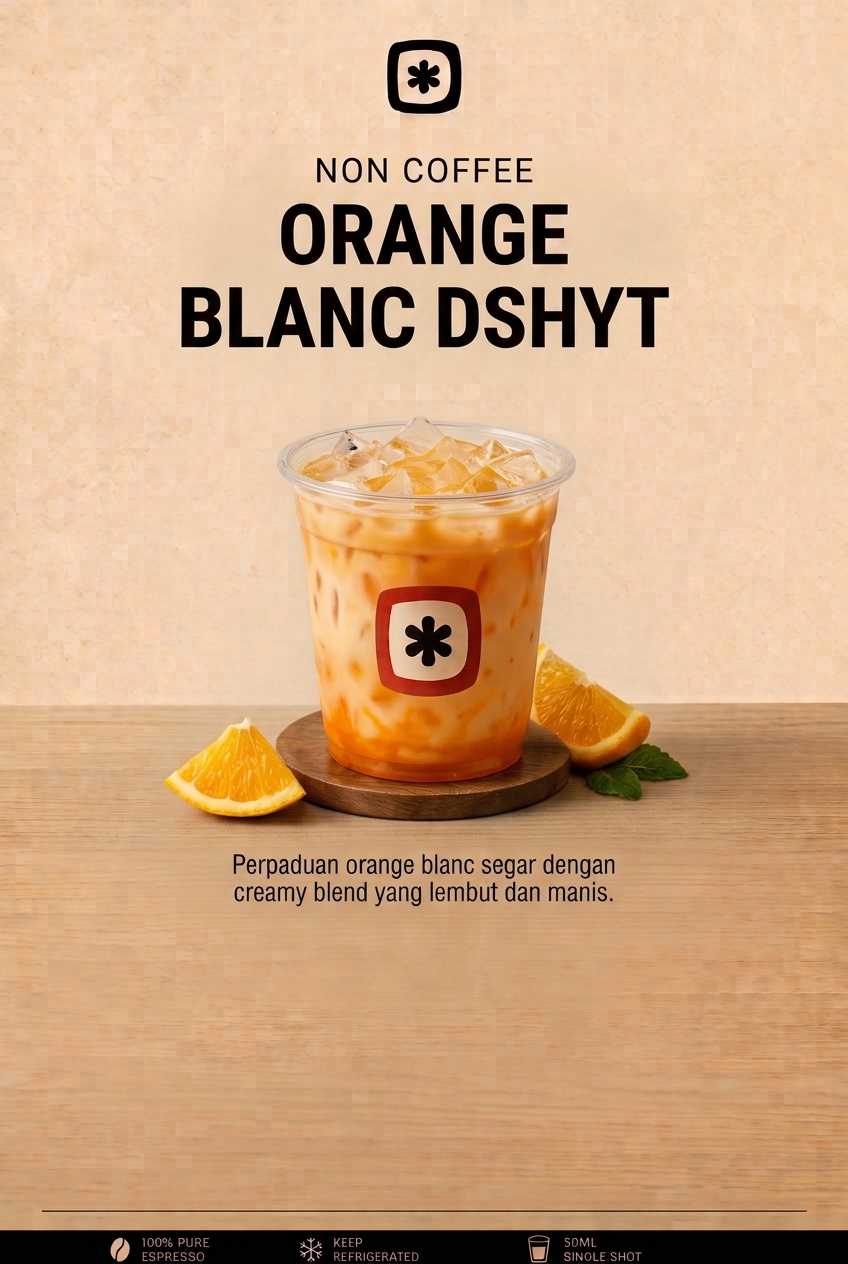 NON COFFEE
ORANGE
BLANC DSHYT
Perpaduan orange blanc segar dengan
creamy blend yang lembut dan manis.
100% PURE
ESPRESSO
KEEP
REFRIGERATED
50ML
SINOLE SHOT